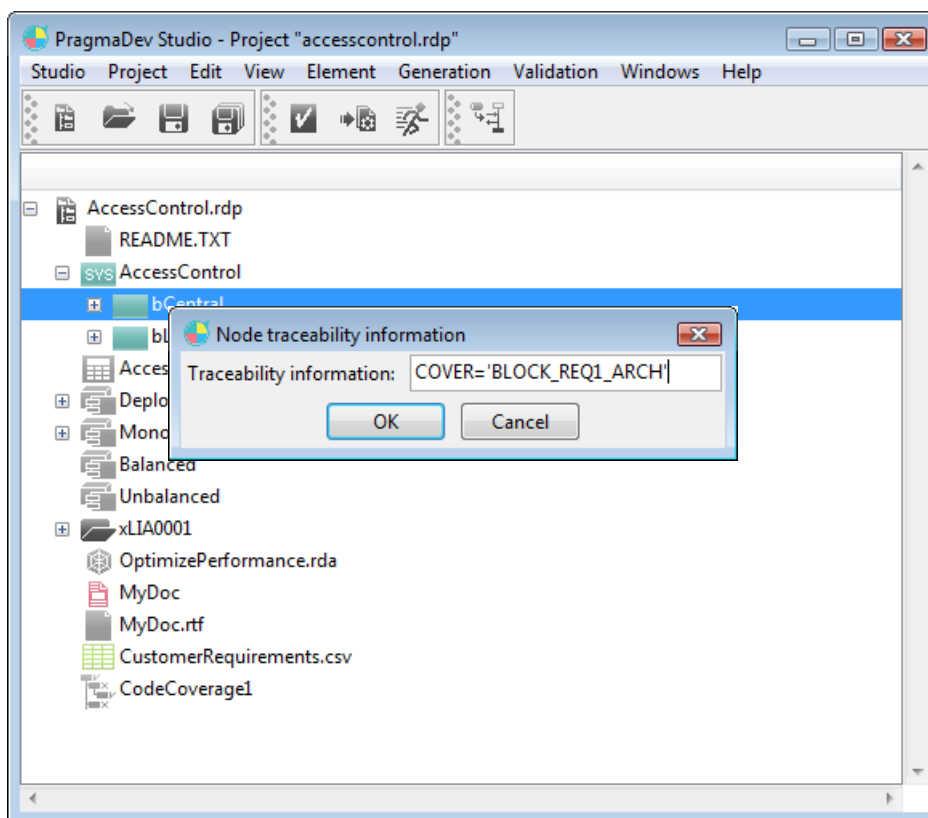 PragmaDev Studio - Project "accesscontrol.rdp"
Studio Project Edit View Element Generation Validation Windows Help
AccessControl.rdp
README.TXT
SYS AccessControl
bCentral
Node traceability information
Traceability information: COVER='BLOCK_REQ1_ARCH'
OK Cancel
Balanced
Unbalanced
xLIA0001
OptimizePerformance.rda
MyDoc
MyDoc.rtf
CustomerRequirements.csv
CodeCoverage1